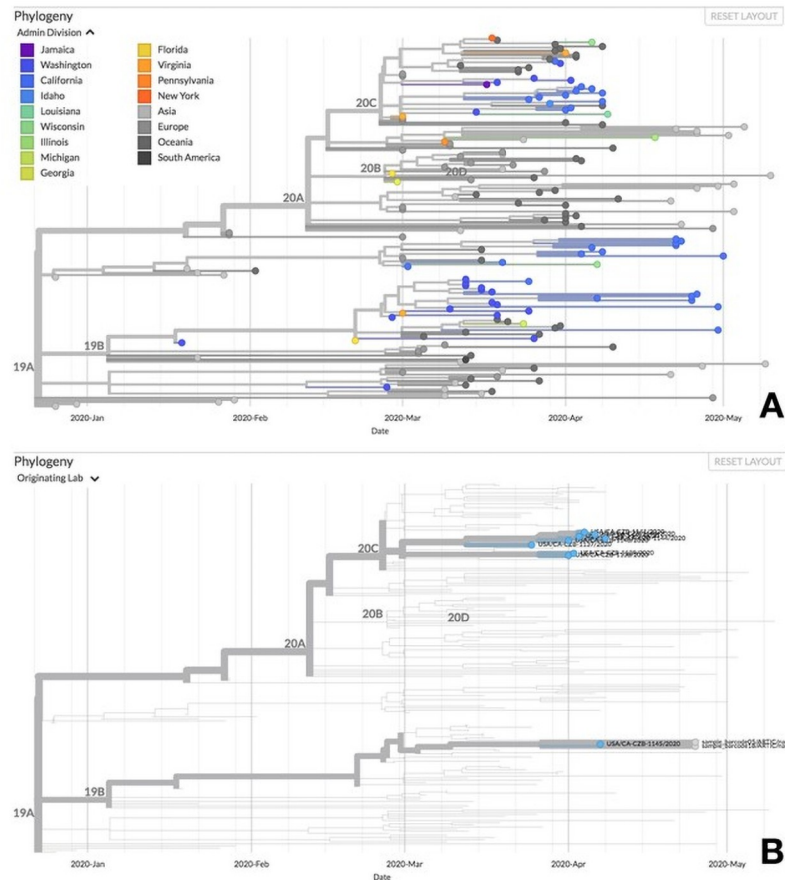 Phylogeny
RESET LAYOUT
Admin Division
Jamaica
Florida
Washington
Virginia
California
Pennsylvania
Idaho
New York
Louisiana
Asia
Wisconsin
Europe
Illinois
Oceania
Michigan
South America
Georgia
20C
20B
20D
20A
19B
19A
2020-Jan
2020-Feb
2020-Mar
2020-Apr
2020-May
Date
A
Phylogeny
RESET LAYOUT
Originating Lab
20C
20B
20D
20A
USA/CA-CZB-1145/2020
19B
19A
2020-Jan
2020-Feb
2020-Mar
2020-Apr
2020-May
Date
B